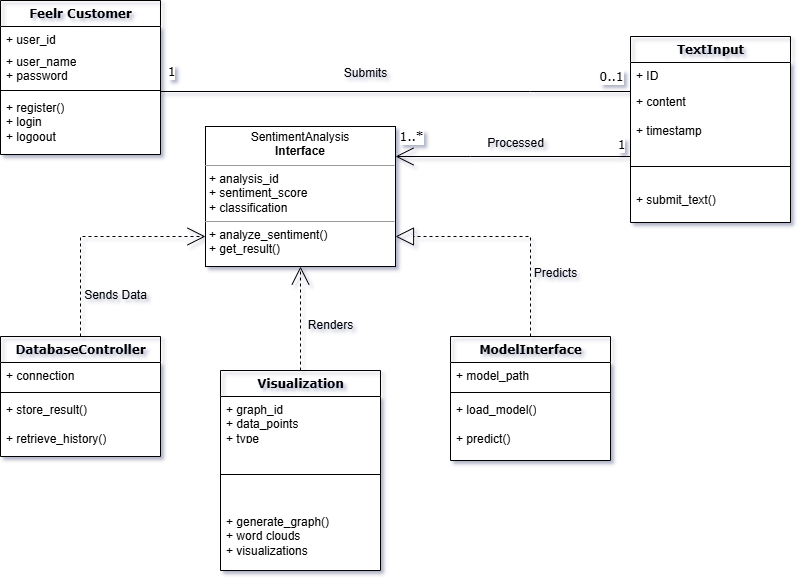 Feelr Customer
+ user_id
+ user_name
+ password
+ register()
+ login
+ logoout
1
Submits
0..1
TextInput
+ ID
+ content
+ timestamp
+ submit_text()
SentimentAnalysis
Interface
+ analysis_id
+ sentiment_score
+ classification
+ analyze_sentiment()
+ get_result()
1..*
Processed
1
Sends Data
Renders
Predicts
DatabaseController
+ connection
+ store_result()
+ retrieve_history()
Visualization
+ graph_id
+ data_points
+ type
+ generate_graph()
+ word clouds
+ visualizations
ModelInterface
+ model_path
+ load_model()
+ predict()